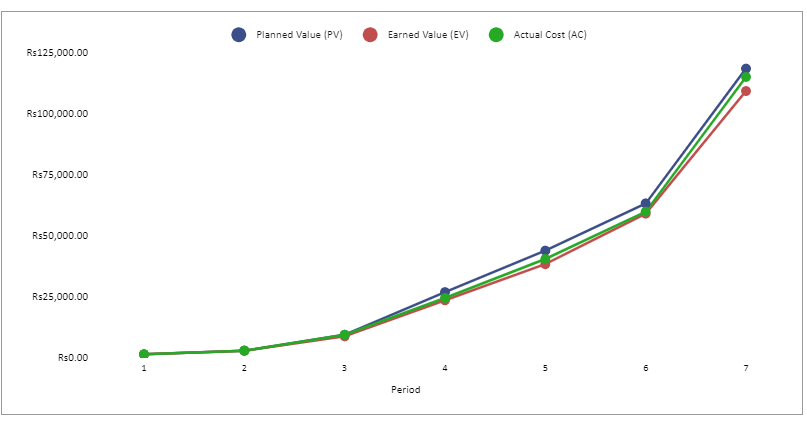 Planned Value (PV) Earned Value (EV) Actual Cost (AC)
Rs125,000.00
Rs100,000.00
Rs75,000.00
Rs50,000.00
Rs25,000.00
Rs0.00
1 2 3 4 5 6 7
Period